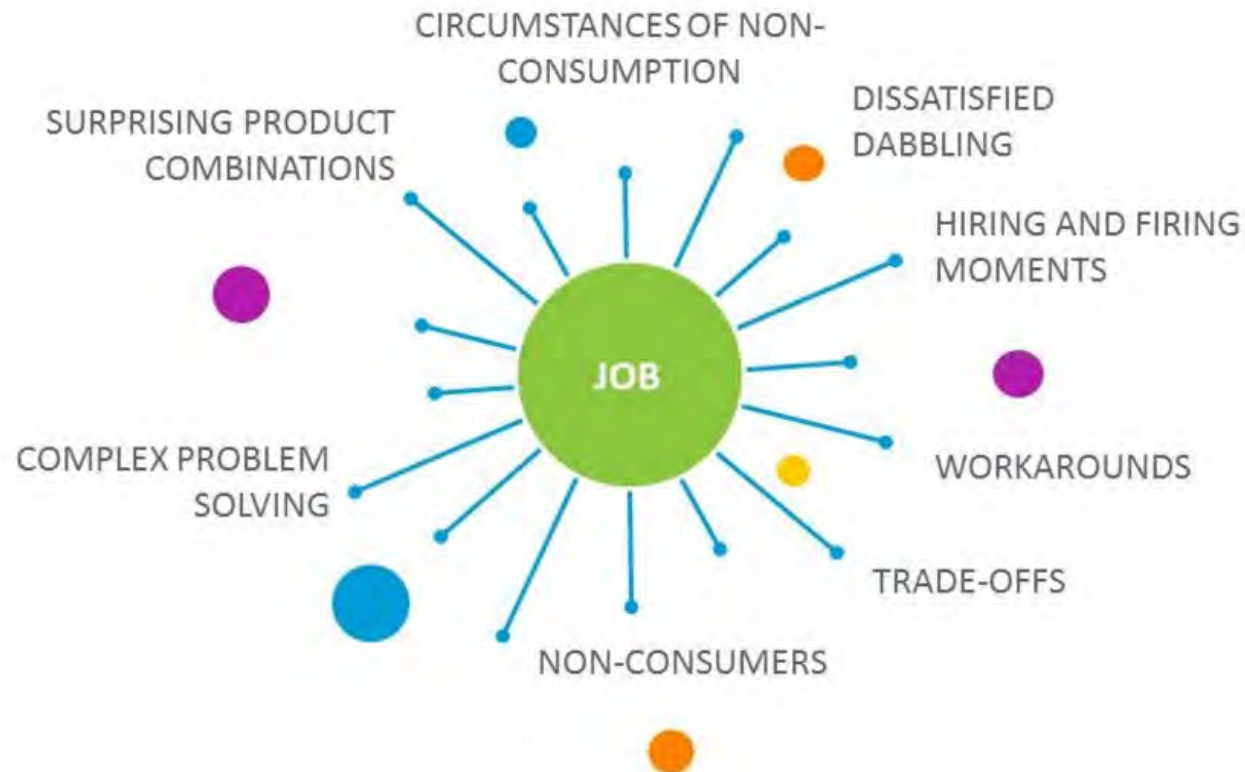 CIRCUMSTANCES OF NON-
CONSUMPTION
SURPRISING PRODUCT
COMBINATIONS
DISSATISFIED
DABBLING
HIRING AND FIRING
MOMENTS
JOB
COMPLEX PROBLEM
SOLVING
WORKAROUNDS
TRADE-OFFS
NON-CONSUMERS